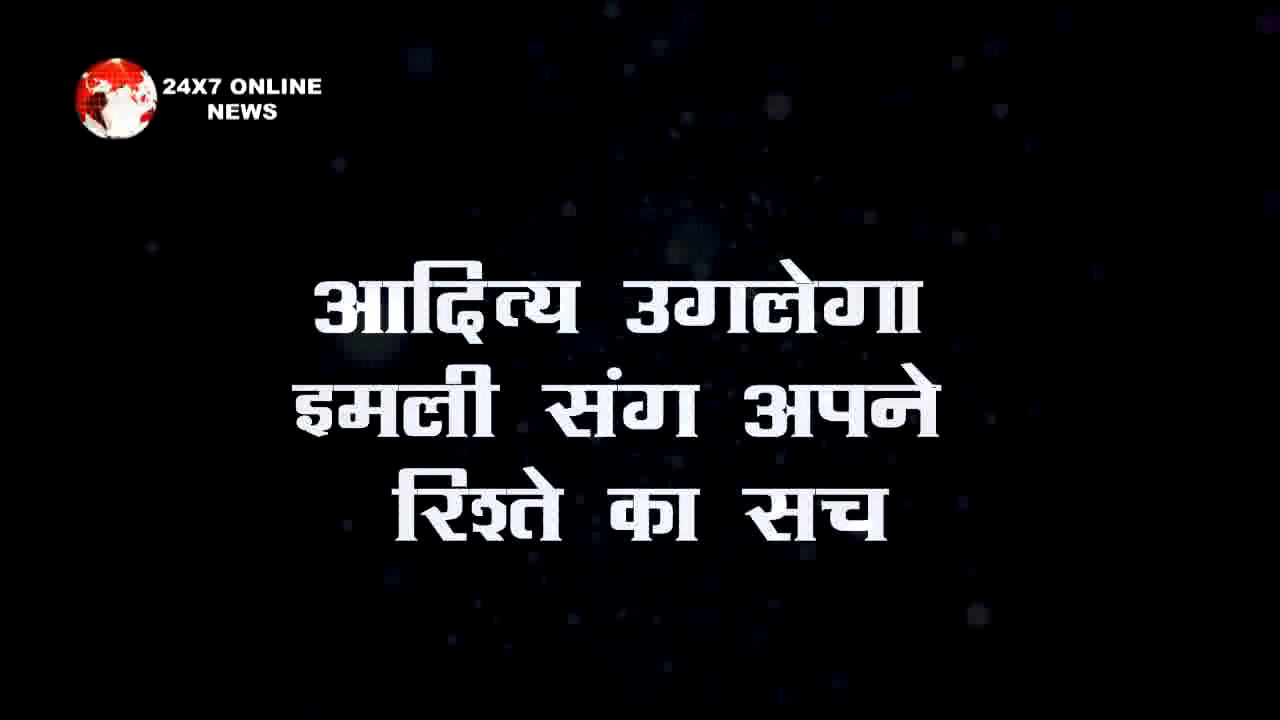 24X7 ONLINE
NEWS
आदित्य उगलेगा
इमली संग अपने
रिश्ते का सच